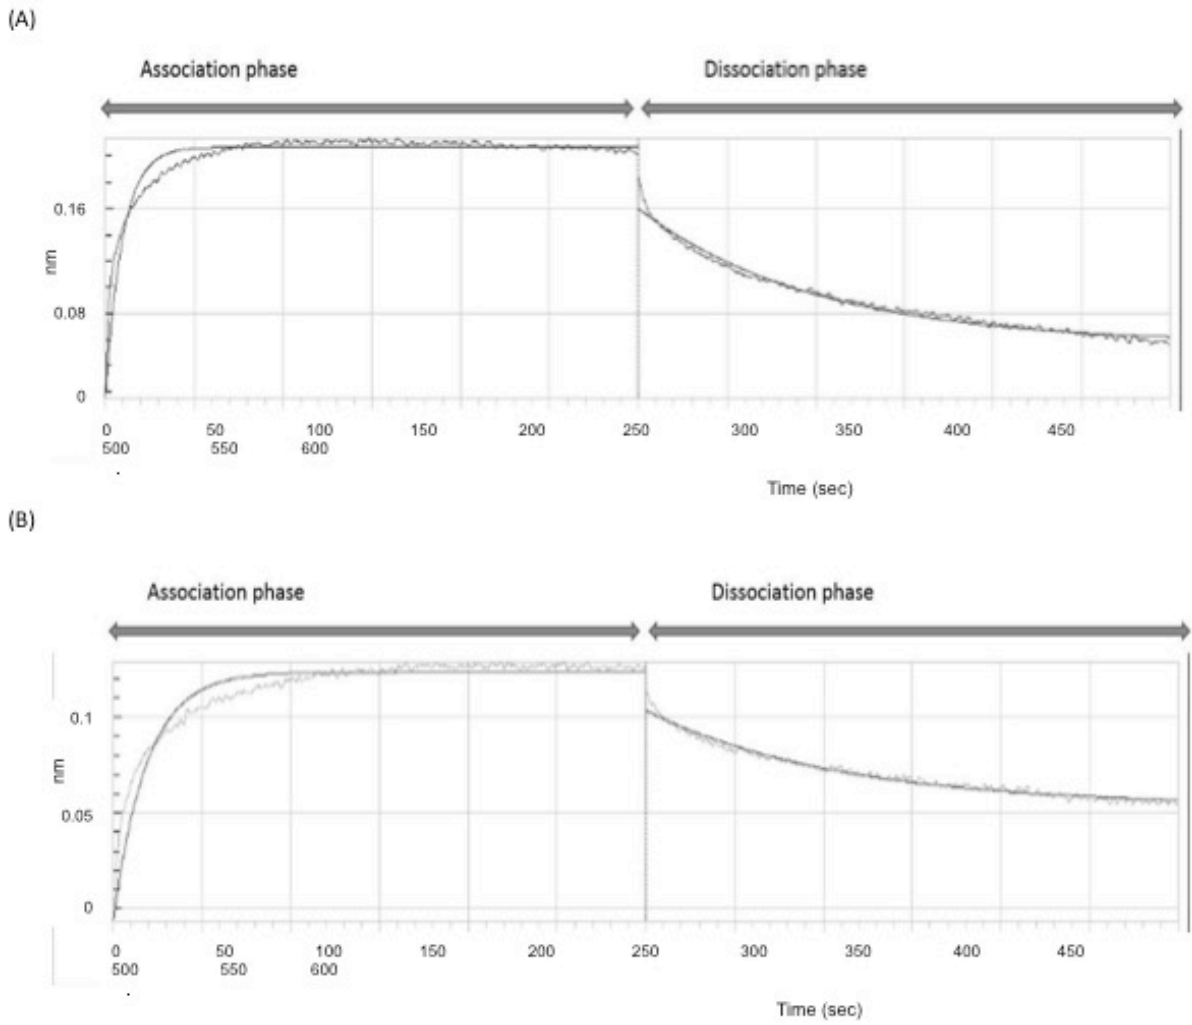 (A)
Association phase Dissociation phase
0.16
nm
0.08
0
0 50 100 150 200 250 300 350 400 450
500 550 600
Time (sec)
(B)
Association phase Dissociation phase
0.1
nm
0.05
0
0 50 100 150 200 250 300 350 400 450
500 550 600
Time (sec)